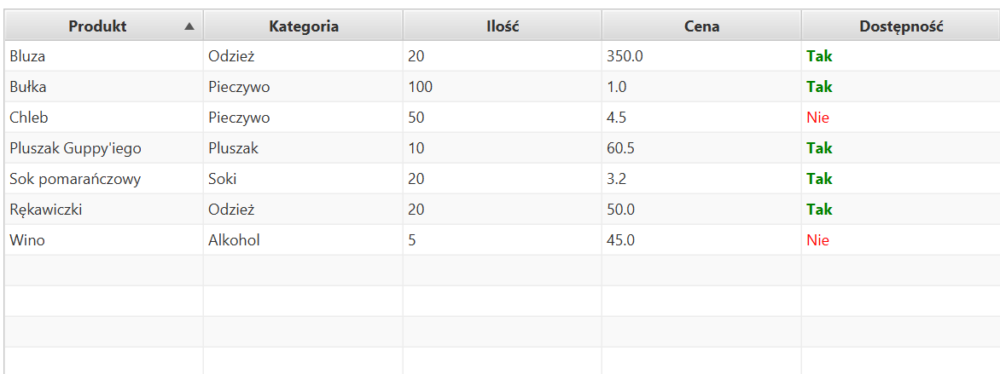 Produkt Kategoria Ilość Cena Dostępność
Bluza Odzież 20 350.0 Tak
Bułka Pieczywo 100 1.0 Tak
Chleb Pieczywo 50 4.5 Nie
Pluszak Guppy'iego Pluszak 10 60.5 Tak
Sok pomarańczowy Soki 20 3.2 Tak
Rękawiczki Odzież 20 50.0 Tak
Wino Alkohol 5 45.0 Nie